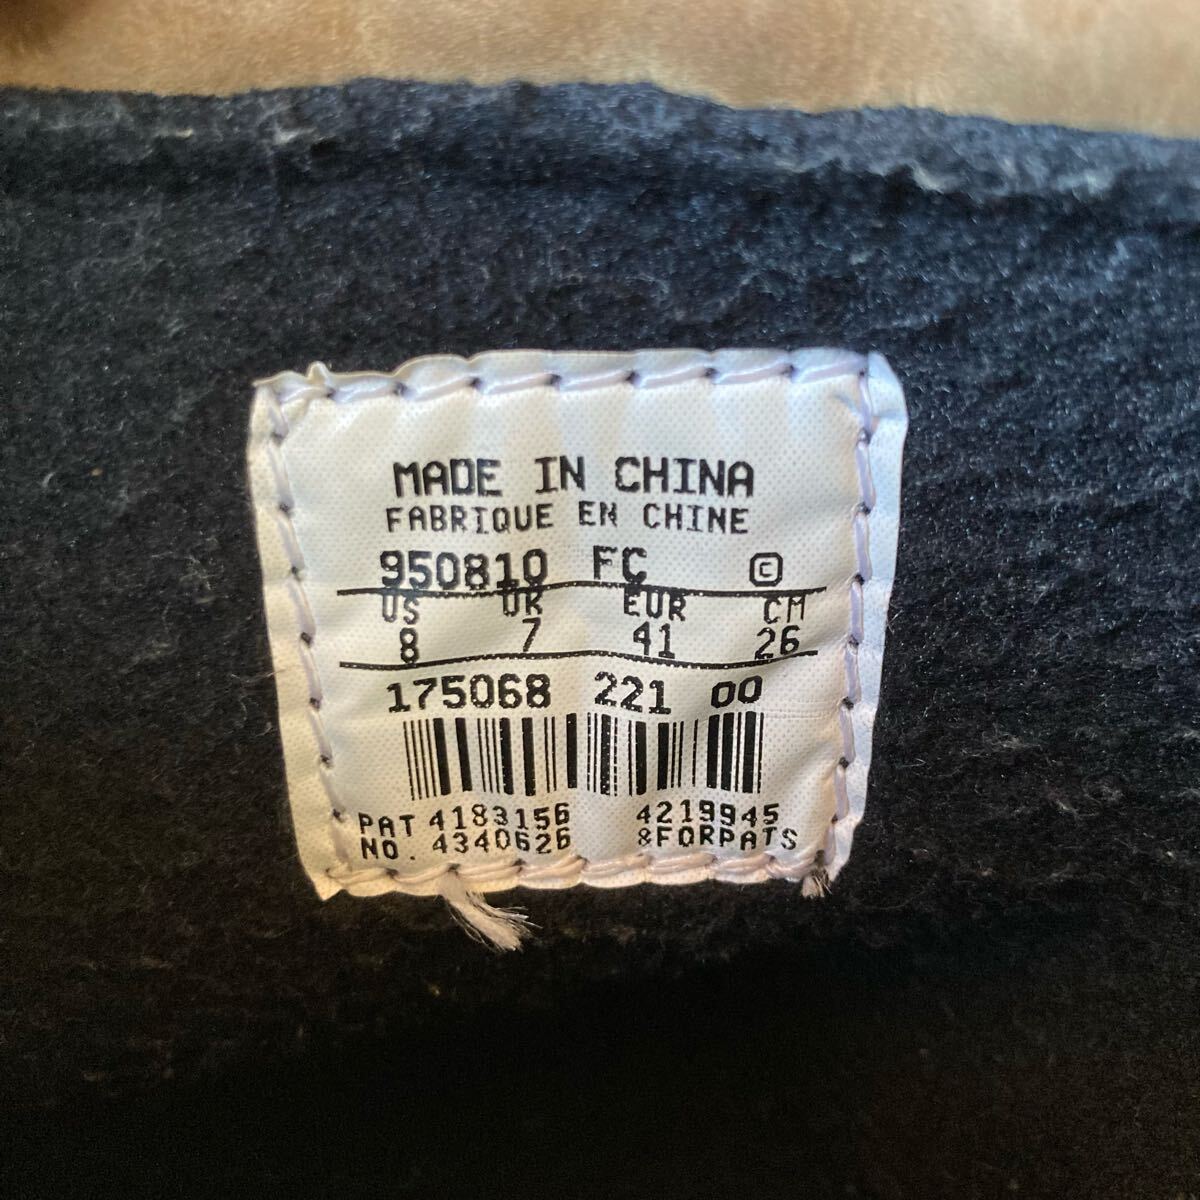 MADE IN CHINA
FABRIQUE EN CHINE
950810 FC ©
US UK EUR CM
8 7 41 26
175068 221 00
PAT 4183156 4219945
NO. 4340626 &FORPATS